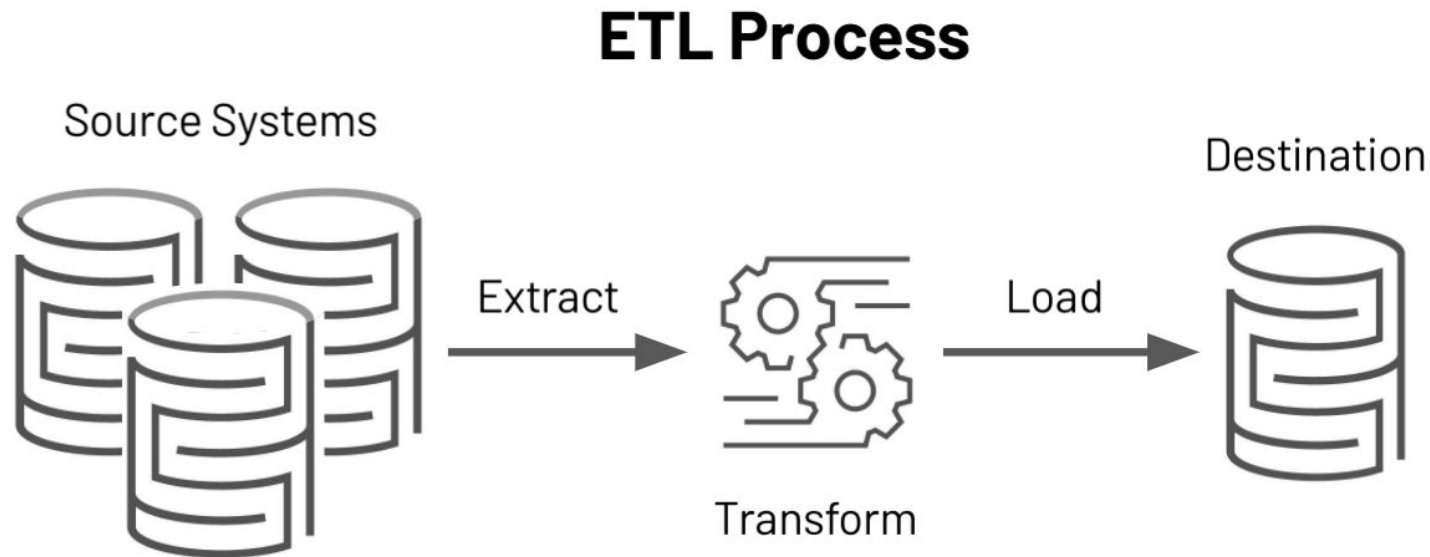 ETL Process
Source Systems
Destination
Extract
Load
Transform